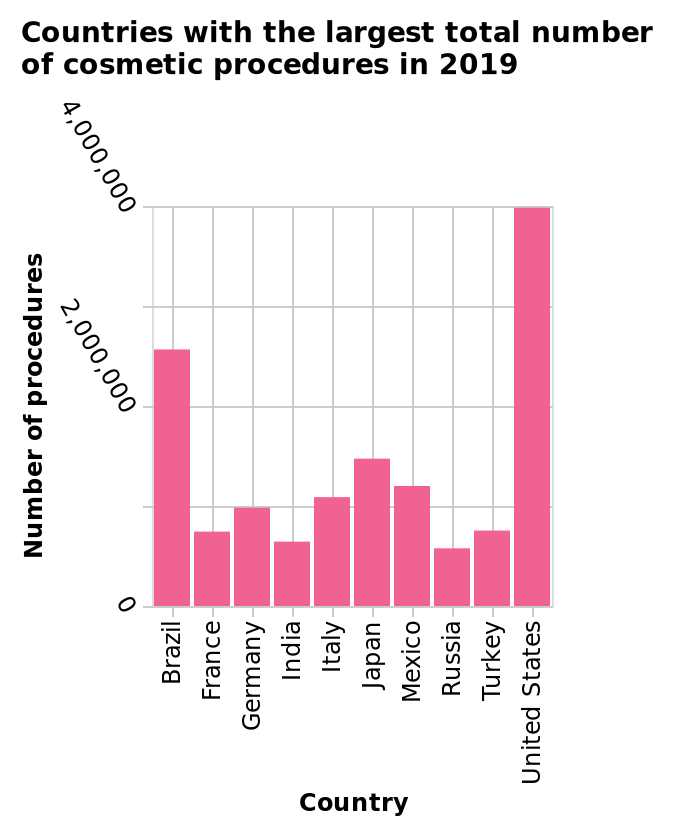 Countries with the largest total number
of cosmetic procedures in 2019
4,000,000
2,000,000
0
Number of procedures
Brazil
France
Germany
India
Italy
Japan
Mexico
Russia
Turkey
United States
Country